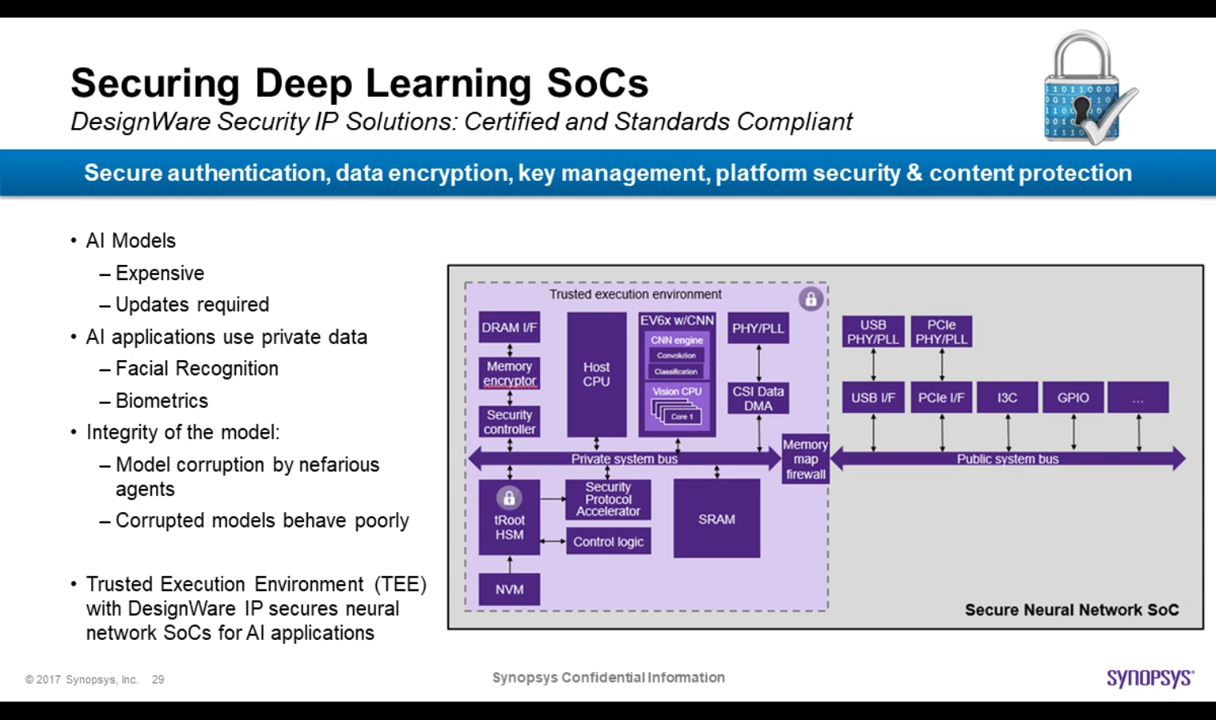 Securing Deep Learning SoCs
DesignWare Security IP Solutions: Certified and Standards Compliant
Secure authentication, data encryption, key management, platform security & content protection
• AI Models
– Expensive
– Updates required
• AI applications use private data
– Facial Recognition
– Biometrics
• Integrity of the model:
– Model corruption by nefarious
agents
– Corrupted models behave poorly
• Trusted Execution Environment (TEE)
with DesignWare IP secures neural
network SoCs for AI applications
Trusted execution environment
DRAM I/F
Memory
encryptor
Security
controller
Host
CPU
EV6x w/CNN
CNN engine
Convolution
Classification
Vision CPU
Core 1
PHY/PLL
CSI Data
DMA
Private system bus
Memory
map
firewall
tRoot
HSM
NVM
Security
Protocol
Accelerator
Control logic
SRAM
USB
PHY/PLL
PCIe
PHY/PLL
USB I/F
PCIe I/F
I3C
GPIO
...
Public system bus
Secure Neural Network SoC
© 2017 Synopsys, Inc. 29
Synopsys Confidential Information
SYNOPSYS®